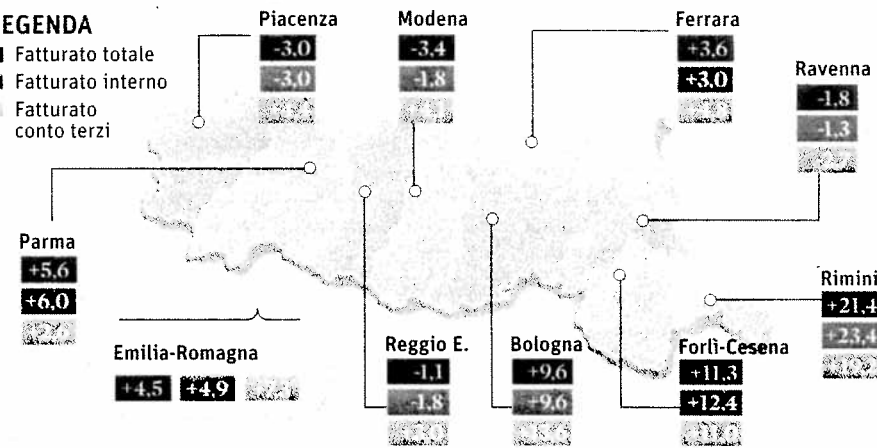 EGENDA
Fatturato totale
Fatturato interno
Fatturato
conto terzi
Piacenza
-3,0
-3,0
Modena
-3,4
-1,8
Ferrara
+3,6
+3,0
Ravenna
-1,8
-1,3
Parma
+5,6
+6,0
Emilia-Romagna
+4,5 +4,9
Reggio E.
-1,1
-1,8
Bologna
+9,6
+9,6
Forlì-Cesena
+11,3
+12,4
Rimini
+21,4
+23,4